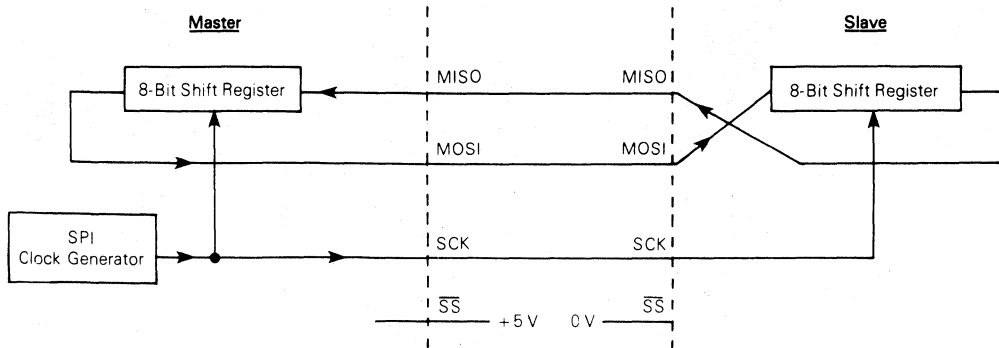 Master
Slave
8-Bit Shift Register
MISO
MISO
8-Bit Shift Register
MOSI
MOSI
SPI
Clock Generator
SCK
SCK
SS
SS
+5 V
0 V